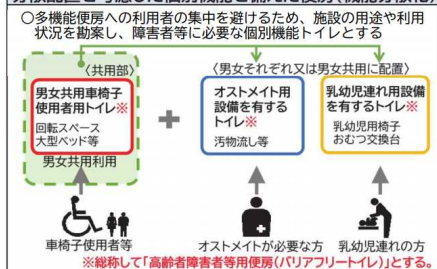 ○多機能便房への利用者の集中を避けるため、施設の用途や利用
状況を勘案し、障害者等に必要な個別機能トイレとする
〈共用部〉
〈男女それぞれ又は男女共用に配置〉
男女共用車椅子
使用者用トイレ※
回転スペース
大型ベッド等
男女共用利用
+
オストメイト用
設備を有する
トイレ※
汚物流し等
乳幼児連れ用設備
を有するトイレ※
乳幼児用椅子
おむつ交換台
車椅子使用者等
オストメイトが必要な方
乳幼児連れの方
※総称して「高齢者障害者等用便房(バリアフリートイレ)」とする。